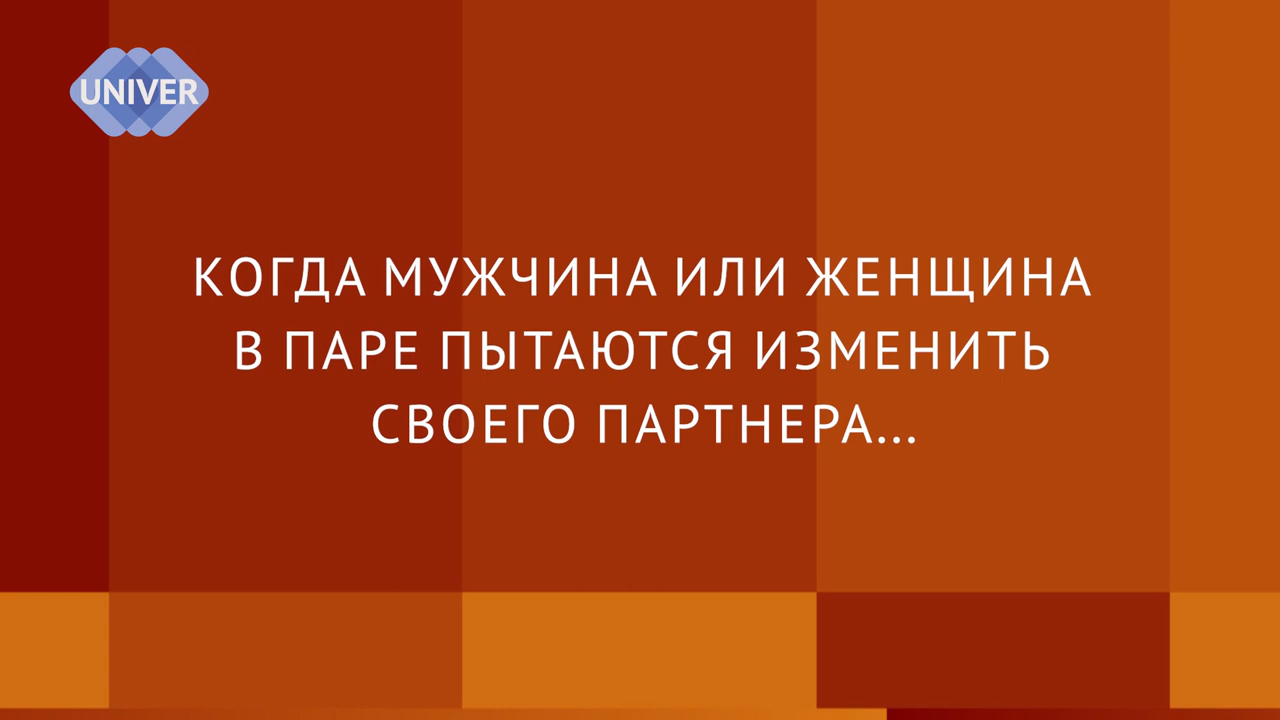 UNIVER
КОГДА МУЖЧИНА ИЛИ ЖЕНЩИНА
В ПАРЕ ПЫТАЮТСЯ ИЗМЕНИТЬ
СВОЕГО ПАРТНЕРА...